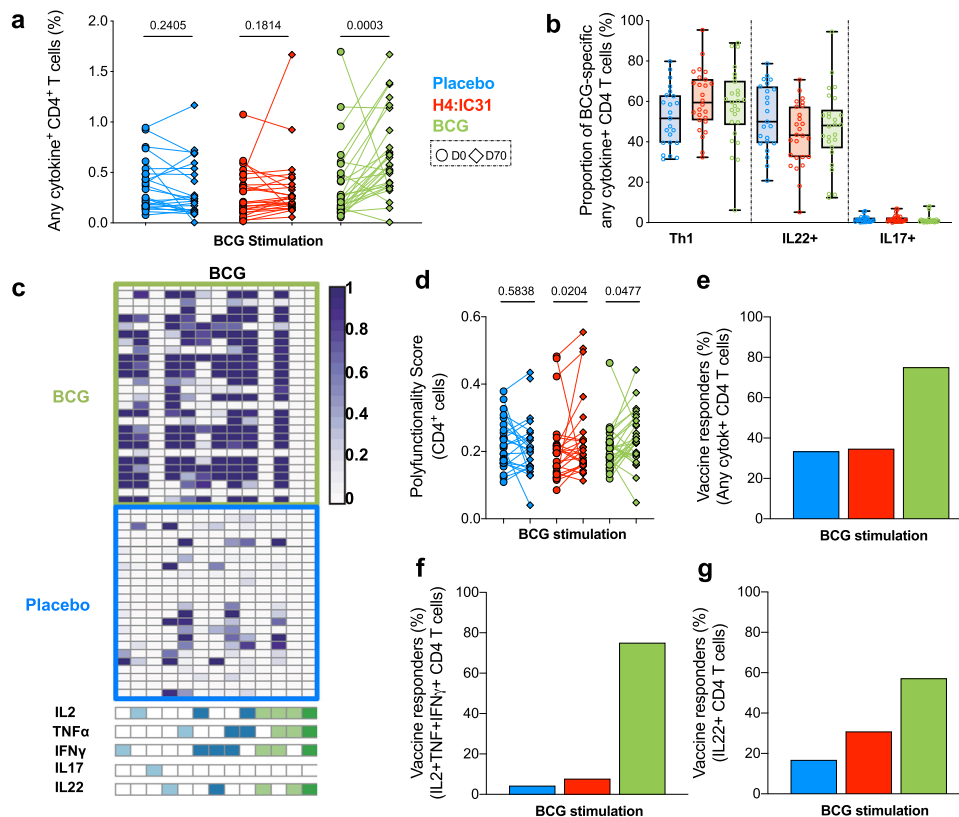 a
Any cytokine⁺ CD4⁺ T cells (%)
2.0
1.5
1.0
0.5
0.0
0.2405
0.1814
0.0003
BCG Stimulation
Placebo
H4:IC31
BCG
D0
D70
b
Proportion of BCG-specific
any cytokine+ CD4 T cells (%)
100
80
60
40
20
0
Th1
IL22+
IL17+
c
BCG
BCG
Placebo
1
0.8
0.6
0.4
0.2
0
IL2
TNFα
IFNγ
IL17
IL22
d
Polyfunctionality Score
(CD4⁺ cells)
0.6
0.4
0.2
0.0
0.5838
0.0204
0.0477
BCG stimulation
e
Vaccine responders (%)
(Any cytok+ CD4 T cells)
100
80
60
40
20
0
BCG stimulation
f
Vaccine responders (%)
(IL2+TNF+IFNγ+ CD4 T cells)
100
80
60
40
20
0
BCG stimulation
g
Vaccine responders (%)
(IL22+ CD4 T cells)
100
80
60
40
20
0
BCG stimulation